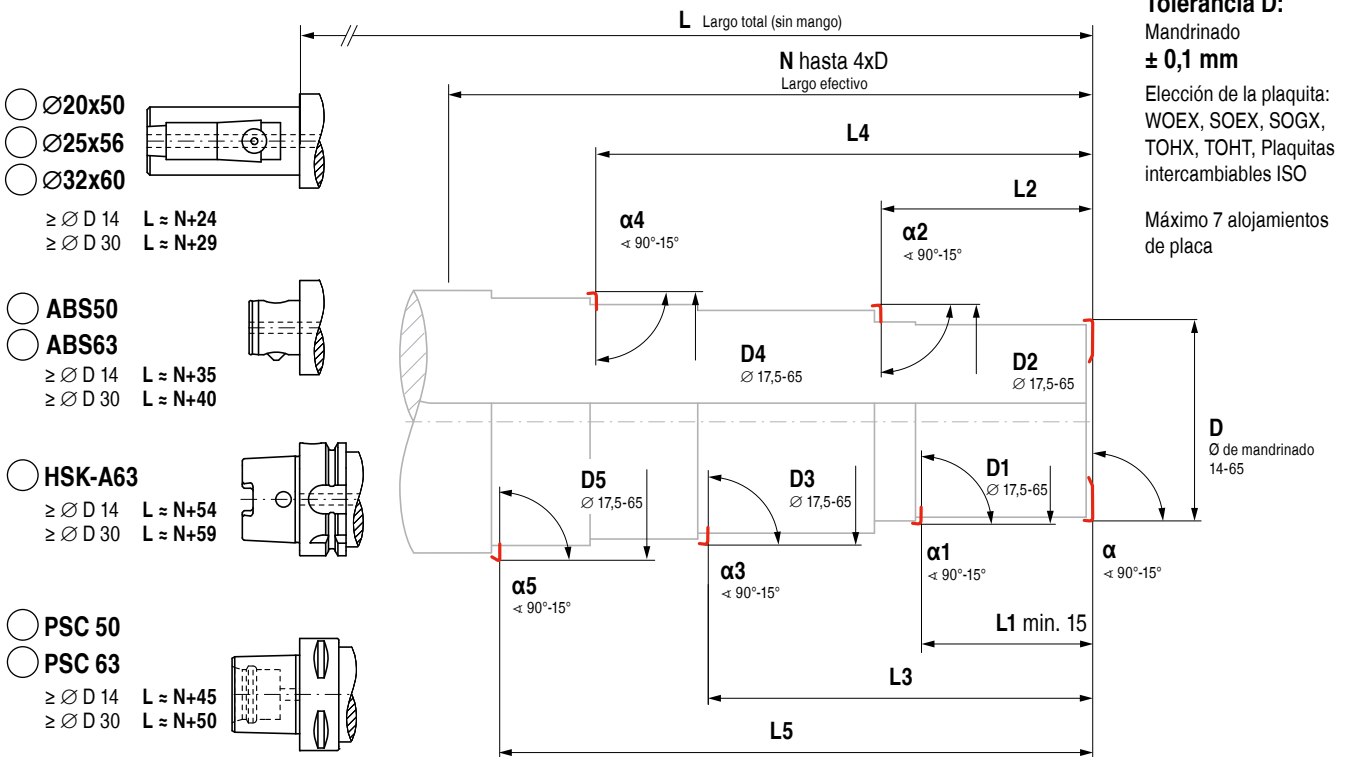 L Largo total (sin mango)
N hasta 4xD
Largo efectivo
L4
L2
Tolerancia D:
Mandrinado
± 0,1 mm
Elección de la plaquita:
WOEX, SOEX, SOGX,
TOHX, TOHT, Plaquitas
intercambiables ISO
Máximo 7 alojamientos
de placa
∅20x50
∅25x56
∅32x60
≥ ∅ D 14 L ≈ N+24
≥ ∅ D 30 L ≈ N+29
ABS50
ABS63
≥ ∅ D 14 L ≈ N+35
≥ ∅ D 30 L ≈ N+40
HSK-A63
≥ ∅ D 14 L ≈ N+54
≥ ∅ D 30 L ≈ N+59
PSC 50
PSC 63
≥ ∅ D 14 L ≈ N+45
≥ ∅ D 30 L ≈ N+50
α4
∢ 90°-15°
α2
∢ 90°-15°
D4
∅ 17,5-65
D2
∅ 17,5-65
D
Ø de mandrinado
14-65
D5
∅ 17,5-65
D3
∅ 17,5-65
D1
∅ 17,5-65
α5
∢ 90°-15°
α3
∢ 90°-15°
α1
∢ 90°-15°
α
∢ 90°-15°
L1 min. 15
L3
L5